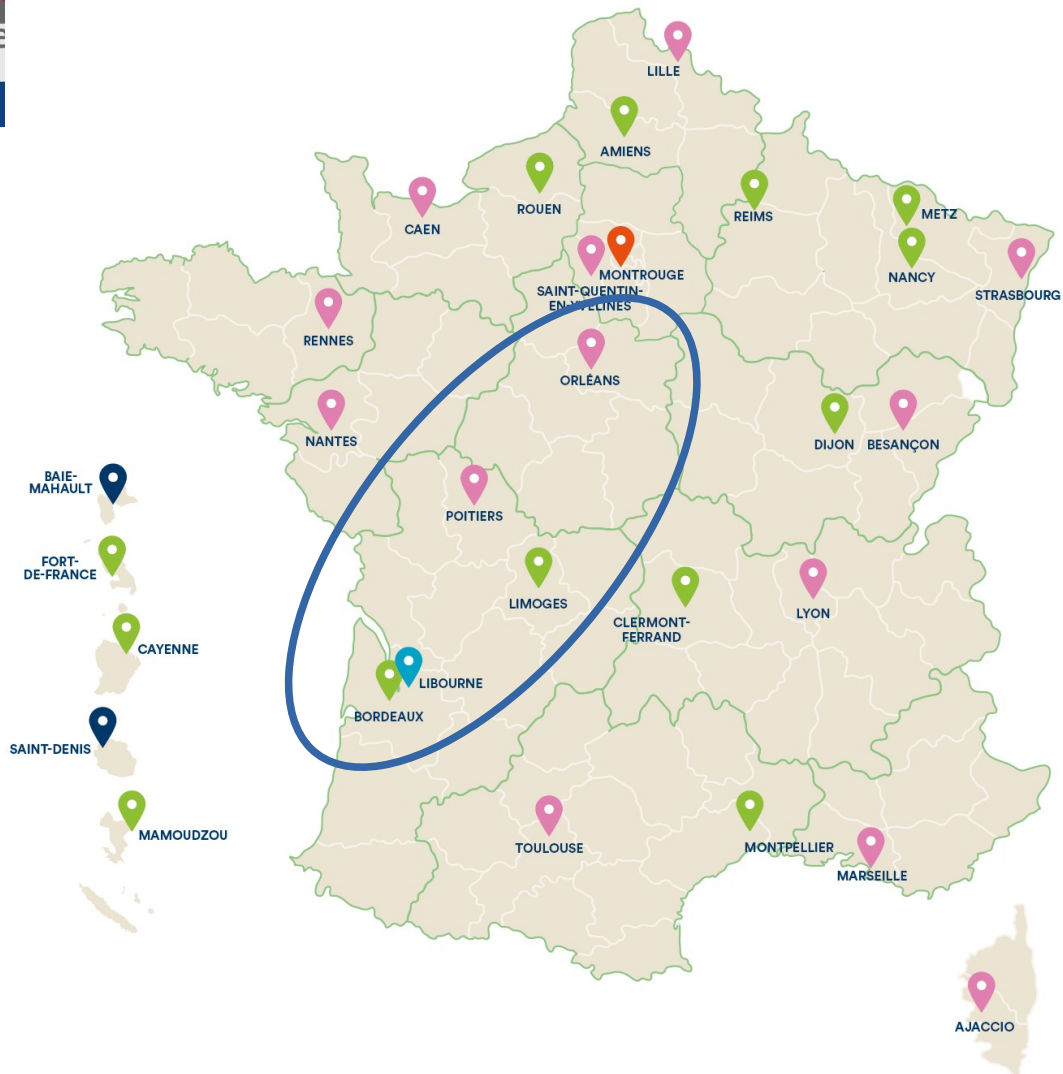 LILLE
AMIENS
ROUEN
REIMS
METZ
CAEN
MONTROUGE
NANCY
SAINT-QUENTIN-
EN-YVELINES
STRASBOURG
RENNES
ORLÉANS
NANTES
DIJON
BESANÇON
BAIE-
MAHAULT
POITIERS
FORT-
DE-FRANCE
LIMOGES
CLERMONT-
FERRAND
LYON
CAYENNE
LIBOURNE
BORDEAUX
SAINT-DENIS
MAMOUDZOU
TOULOUSE
MONTPELLIER
MARSEILLE
AJACCIO